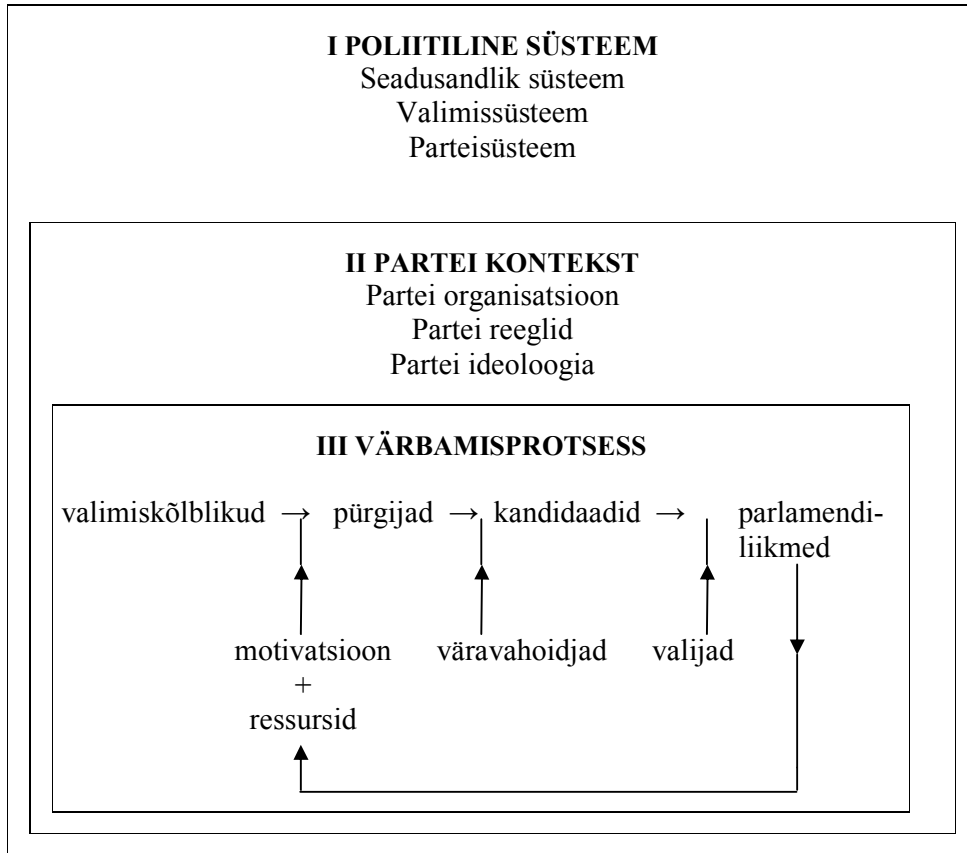 I POLIITILINE SÜSTEEM
Seadusandlik süsteem
Valimissüsteem
Parteisüsteem
II PARTEI KONTEKST
Partei organisatsioon
Partei reeglid
Partei ideoloogia
III VÄRBAMISPROTSESS
valimiskõlblikud → pürgijad → kandidaadid → parlamendi-
liikmed
motivatsioon väravahoidjad valijad
+
ressursid